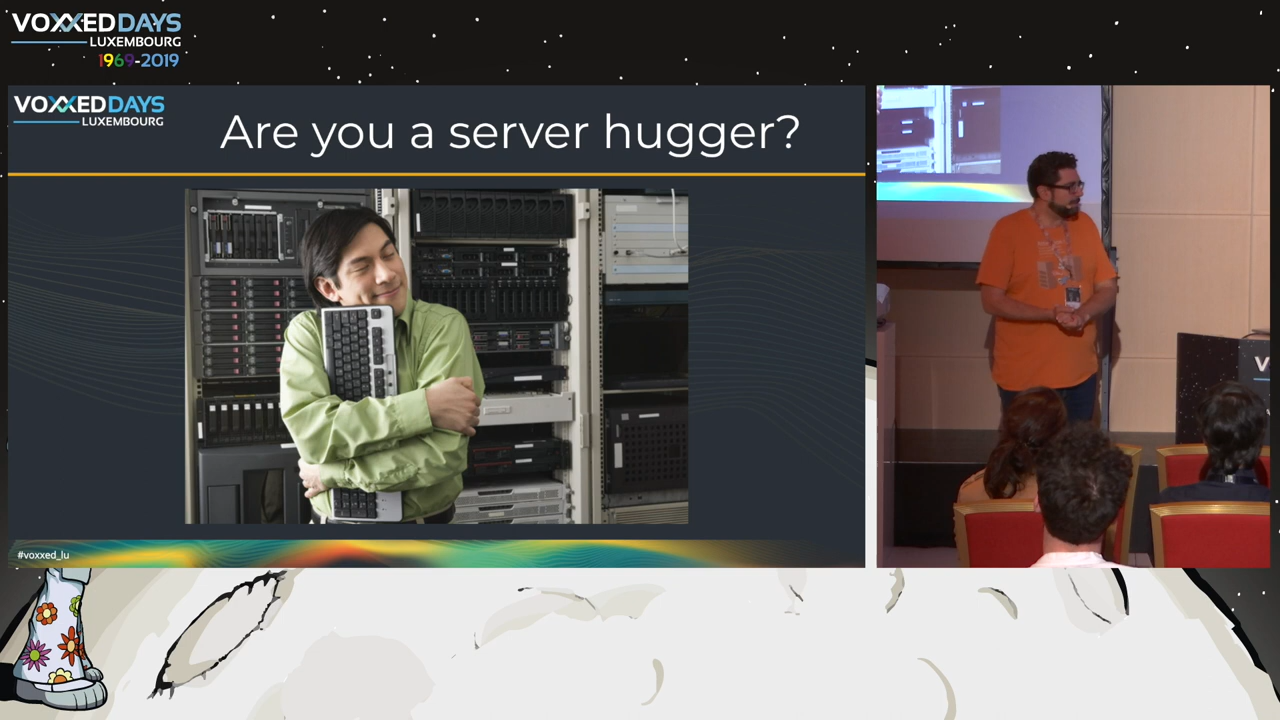 VOXXEDDAYS
LUXEMBOURG
1969-2019
VOXXEDDAYS
LUXEMBOURG
Are you a server hugger?
#voxxed_lu